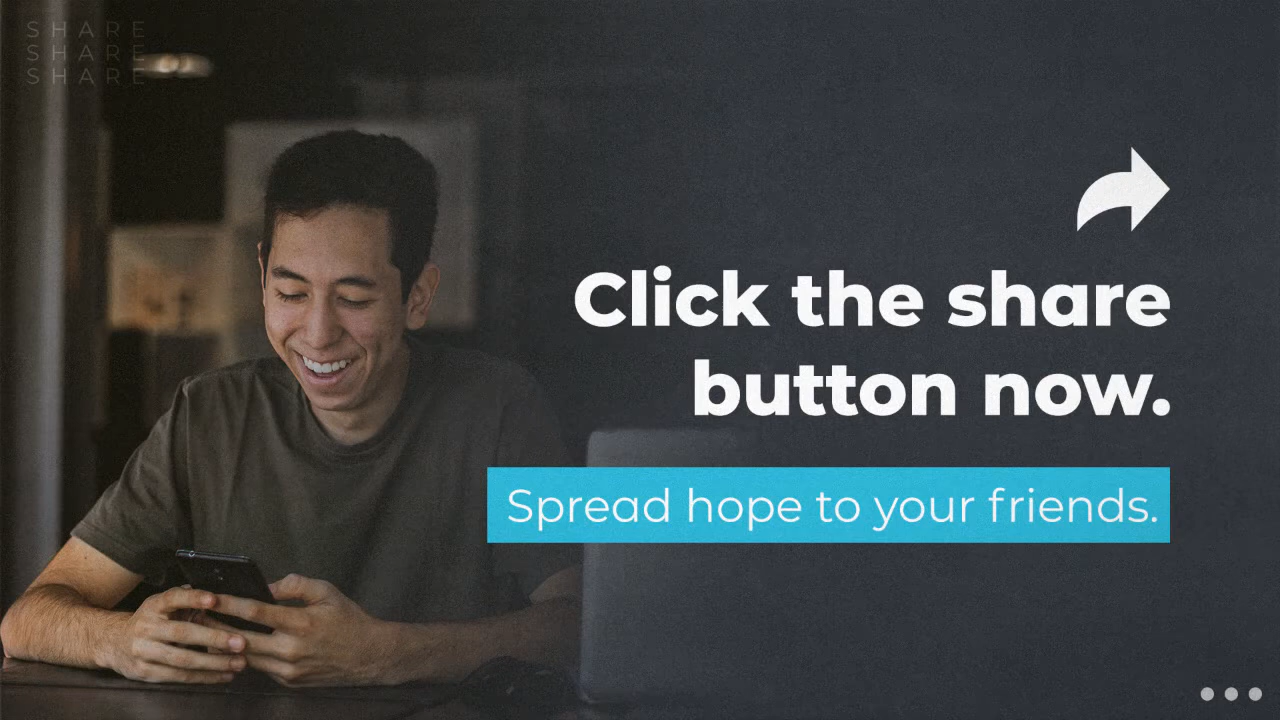 SHARE
SHARE
SHARE
Click the share
button now.
Spread hope to your friends.